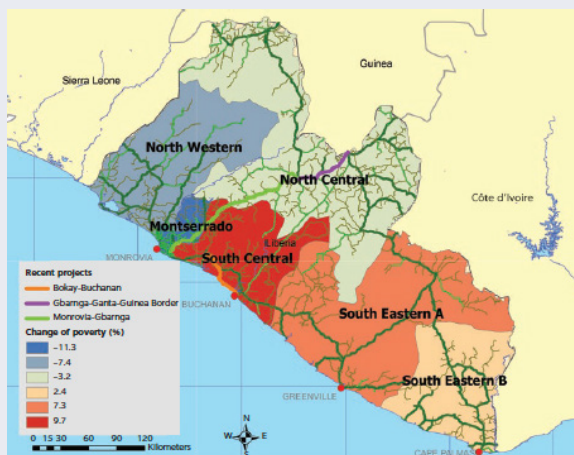 Sierra Leone
Guinea
North Western
North Central
Côte d'Ivoire
Montserrado
MONROVIA
South Central
Liberia
Recent projects
Bokay-Buchanan
Gbarnga-Ganta-Guinea Border
Monrovia-Gbarnga
BUCHANAN
Change of poverty (%)
–11.3
–7.4
–3.2
2.4
7.3
9.7
South Eastern A
South Eastern B
GREENVILLE
CAPE PALMAS
0 15 30 60 90 120
Kilometers
N
W E
S